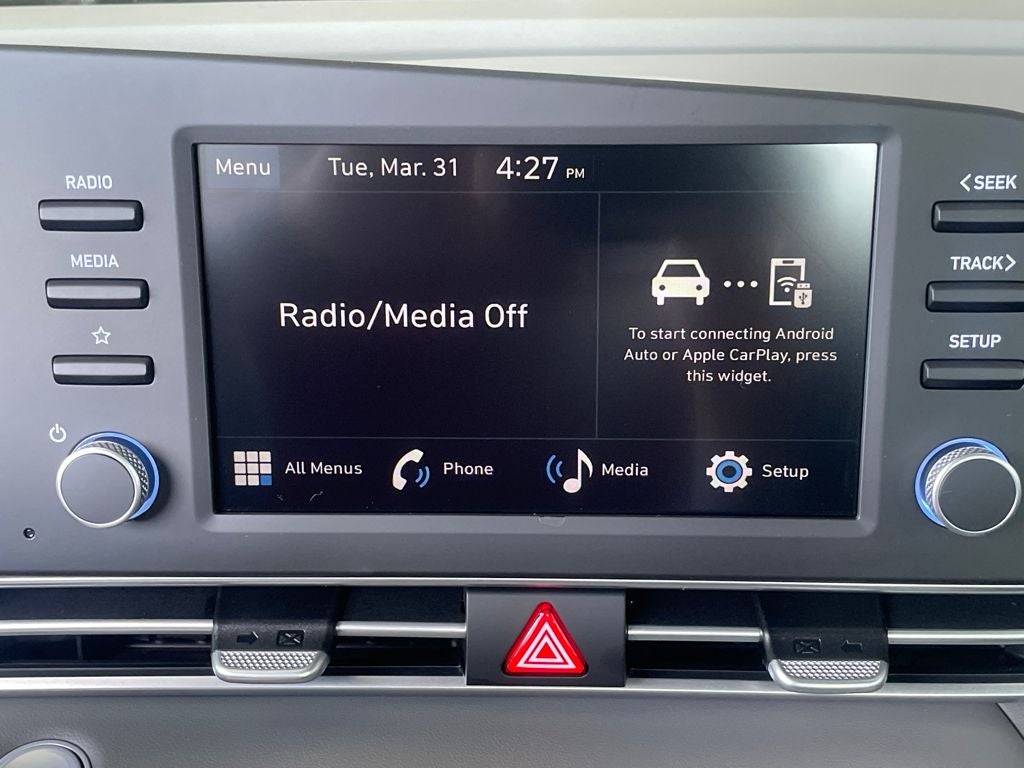 RADIO
MEDIA
Menu
Tue, Mar. 31
4:27 PM
Radio/Media Off
To start connecting Android
Auto or Apple CarPlay, press
this widget.
All Menus
Phone
Media
Setup
<SEEK
TRACK>
SETUP